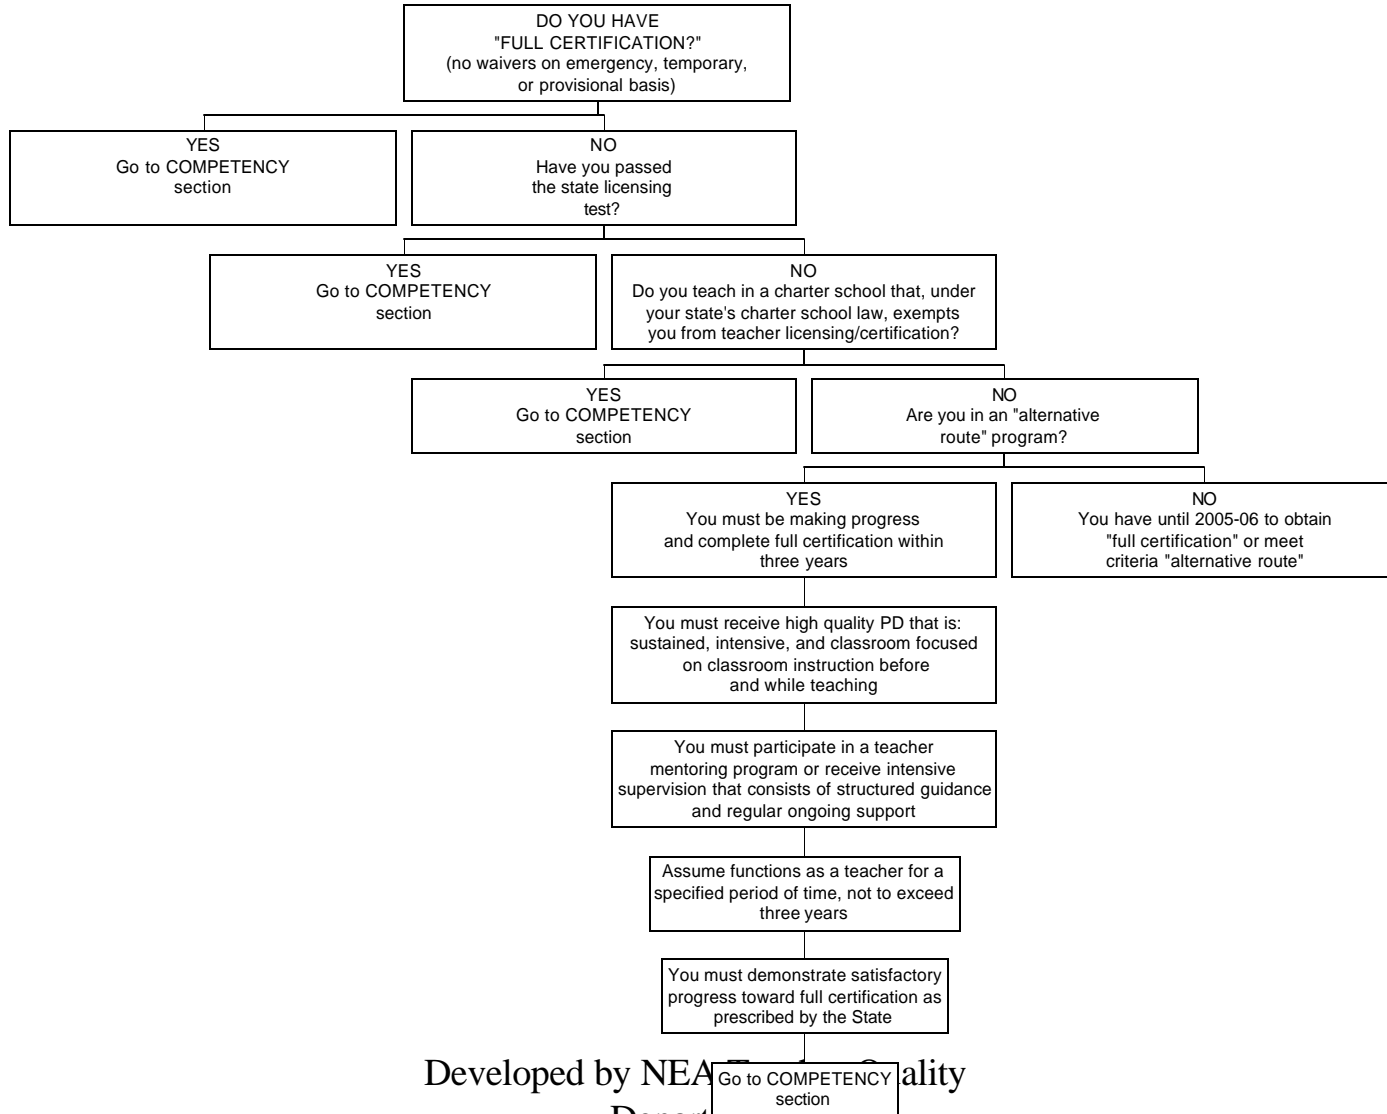 DO YOU HAVE
"FULL CERTIFICATION?"
(no waivers on emergency, temporary,
or provisional basis)
YES
Go to COMPETENCY
section
NO
Have you passed
the state licensing
test?
YES
Go to COMPETENCY
section
NO
Do you teach in a charter school that, under
your state's charter school law, exempts
you from teacher licensing/certification?
YES
Go to COMPETENCY
section
NO
Are you in an "alternative
route" program?
YES
You must be making progress
and complete full certification within
three years
NO
You have until 2005-06 to obtain
"full certification" or meet
criteria "alternative route"
You must receive high quality PD that is:
sustained, intensive, and classroom focused
on classroom instruction before
and while teaching
You must participate in a teacher
mentoring program or receive intensive
supervision that consists of structured guidance
and regular ongoing support
Assume functions as a teacher for a
specified period of time, not to exceed
three years
You must demonstrate satisfactory
progress toward full certification as
prescribed by the State
Go to COMPETENCY
section
Developed by NEA